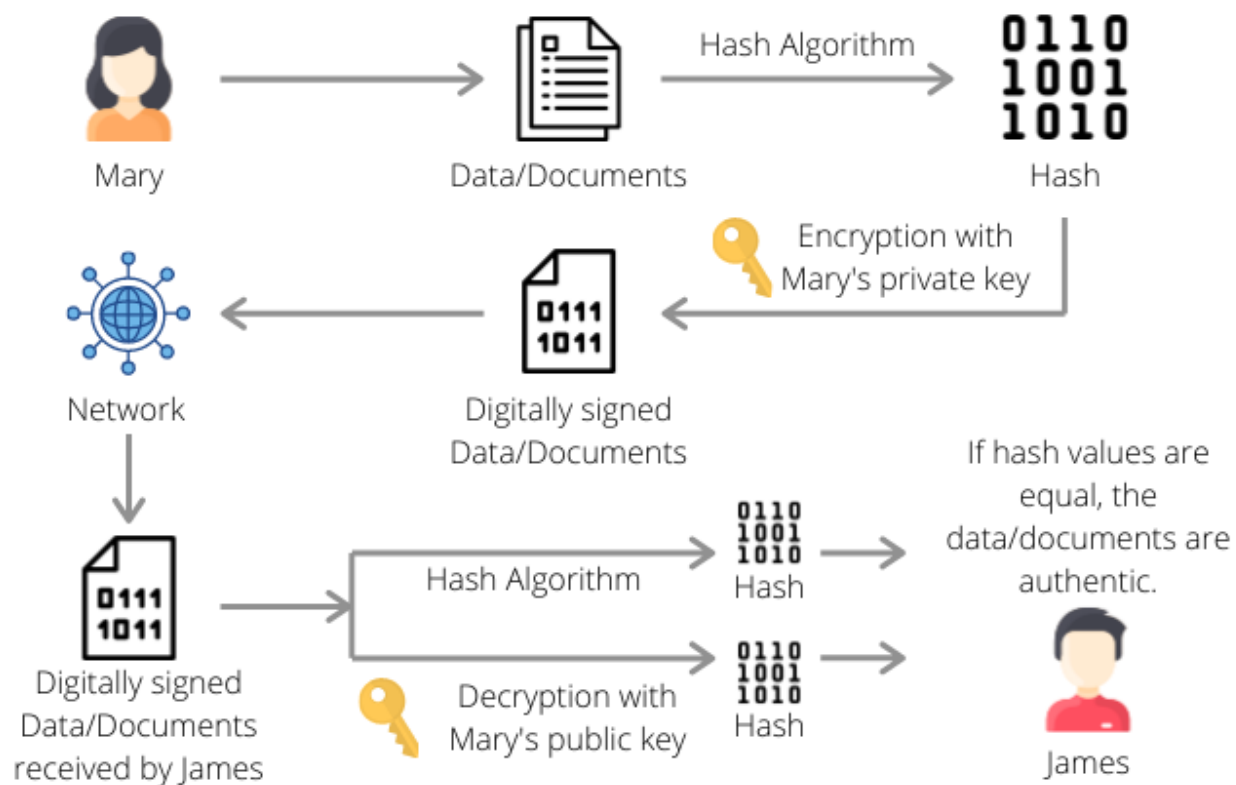 Hash Algorithm
0110
1001
1010
Mary
Data/Documents
Hash
Encryption with
Mary's private key
0111
1011
Network
Digitally signed
Data/Documents
If hash values are
equal, the
data/documents are
authentic.
0110
1001
1010
Hash
Hash Algorithm
0111
1011
0110
1001
1010
Hash
Digitally signed
Data/Documents
received by James
Decryption with
Mary's public key
James